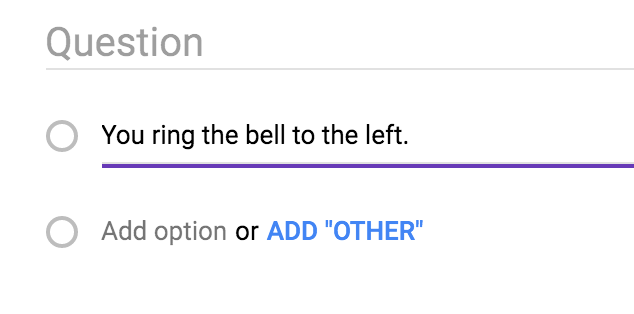 Question
You ring the bell to the left.
Add option or ADD "OTHER"